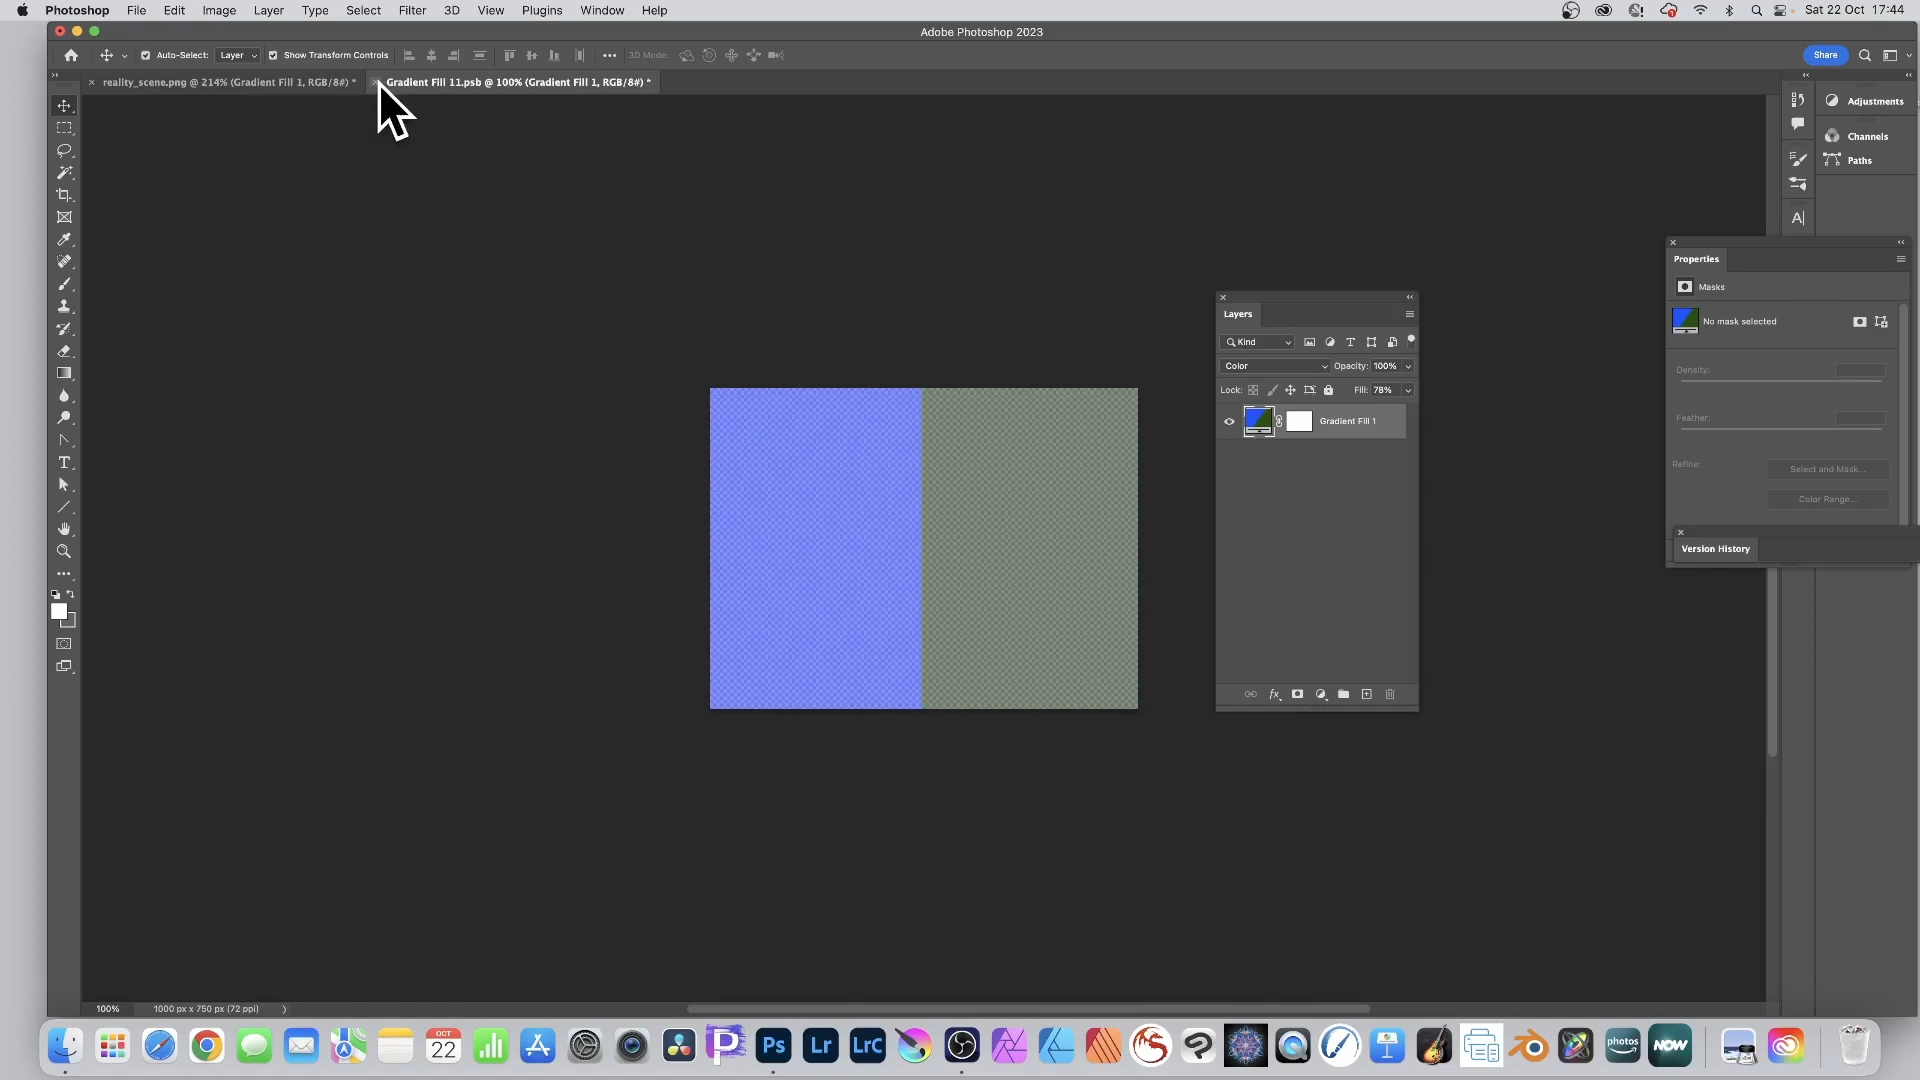 Photoshop File Edit Image Layer Type Select Filter 3D View Plugins Window Help Sat 22 Oct 17:44
Adobe Photoshop 2023
Auto-Select: Layer Show Transform Controls 3D Mode: Share
reality_scene.png @ 214% (Gradient Fill 1, RGB/8#) * Gradient Fill 11.psb @ 100% (Gradient Fill 1, RGB/8#) *
Adjustments
Channels
Paths
Properties
Masks
No mask selected
Density:
Feather:
Refine:
Select and Mask...
Color Range...
Version History
Layers
Kind
Color Opacity: 100%
Lock: Fill: 78%
Gradient Fill 1
fx
100% 1000 px x 750 px (72 ppi)
OCT
22
Ps
Lr
LrC
photos
NOW